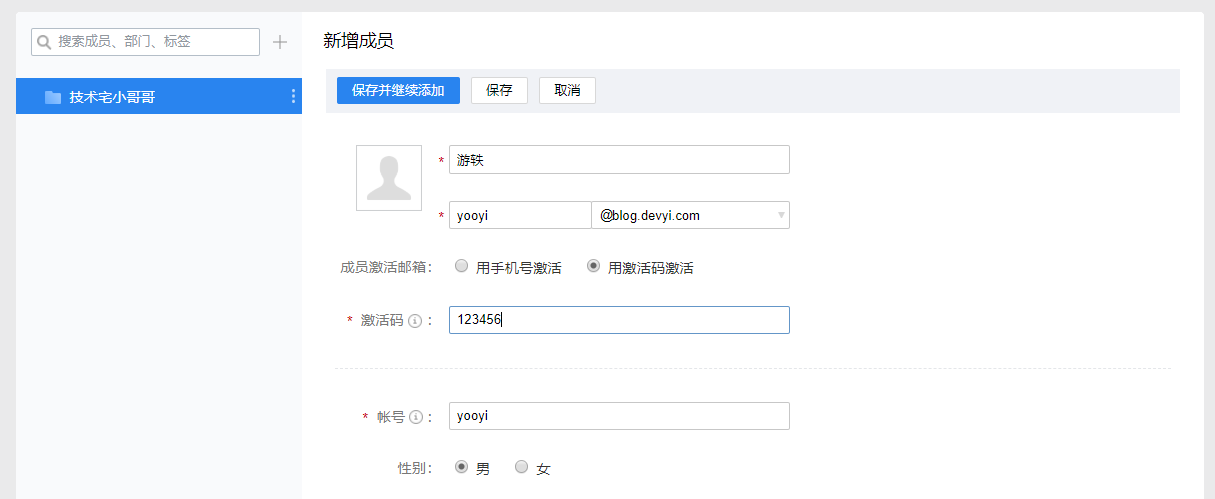 搜索成员、部门、标签
技术宅小哥哥
新增成员
保存并继续添加 保存 取消
* 游轶
* yooyi @blog.devyi.com
成员激活邮箱： 用手机号激活 用激活码激活
* 激活码 ： 123456
* 帐号 ： yooyi
性别： 男 女